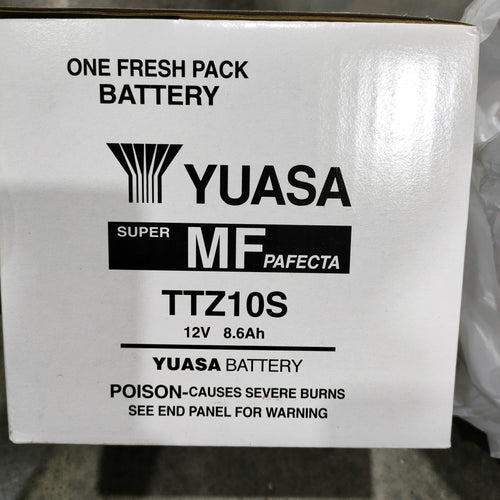 ONE FRESH PACK
BATTERY
YUASA
SUPER MF PAFECTA
TTZ10S
12V 8.6Ah
YUASA BATTERY
POISON-CAUSES SEVERE BURNS
SEE END PANEL FOR WARNING